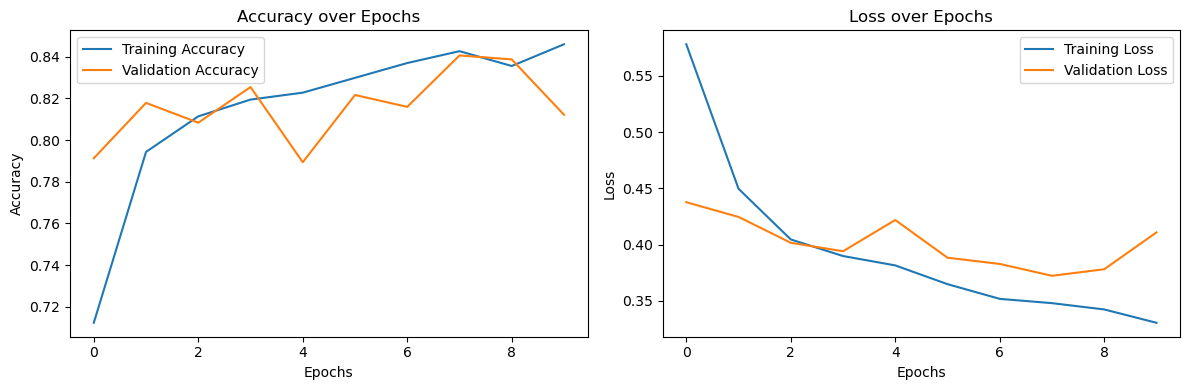 Accuracy over Epochs
Training Accuracy
Validation Accuracy
0.84
0.82
0.80
0.78
0.76
0.74
0.72
Accuracy
0 2 4 6 8
Epochs
Loss over Epochs
Training Loss
Validation Loss
0.55
0.50
0.45
0.40
0.35
Loss
0 2 4 6 8
Epochs